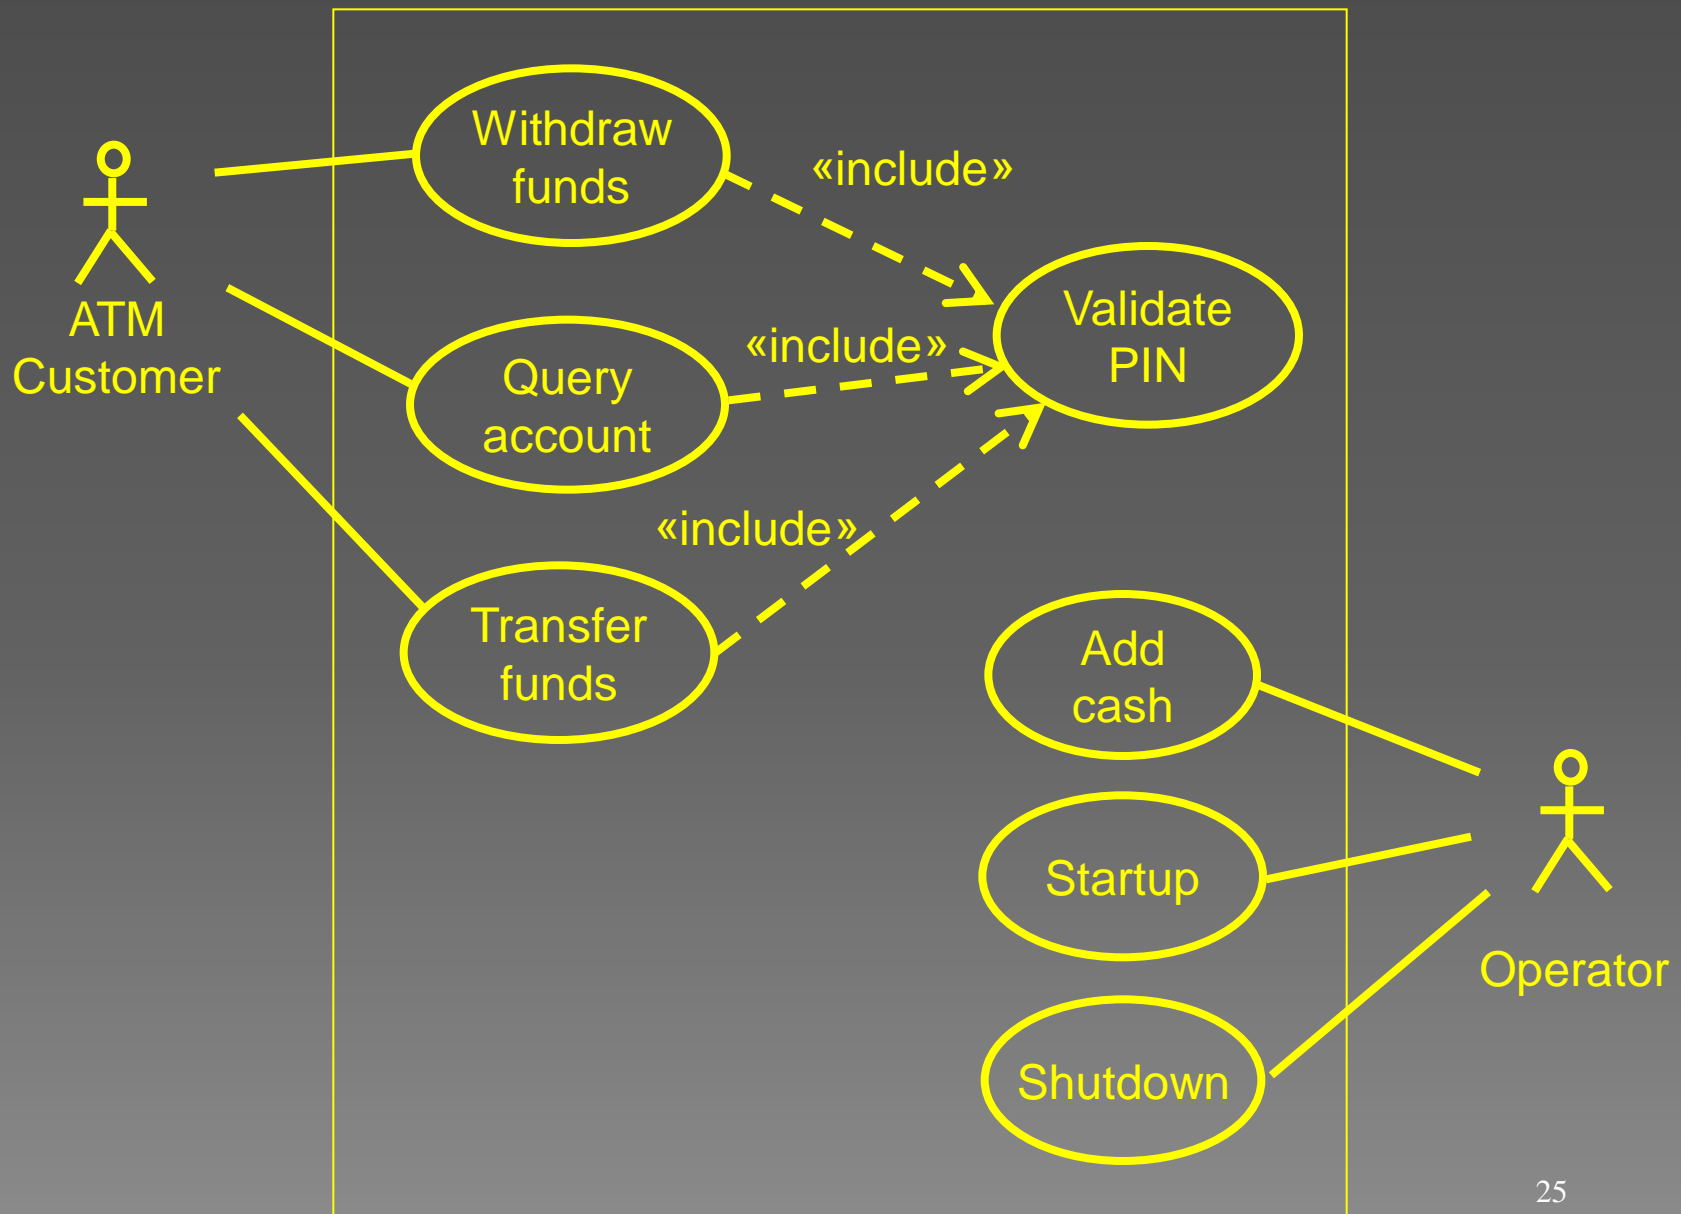 Withdraw
funds
«include»
ATM
Customer
Validate
PIN
«include»
Query
account
«include»
Transfer
funds
Add
cash
Startup
Operator
Shutdown
25